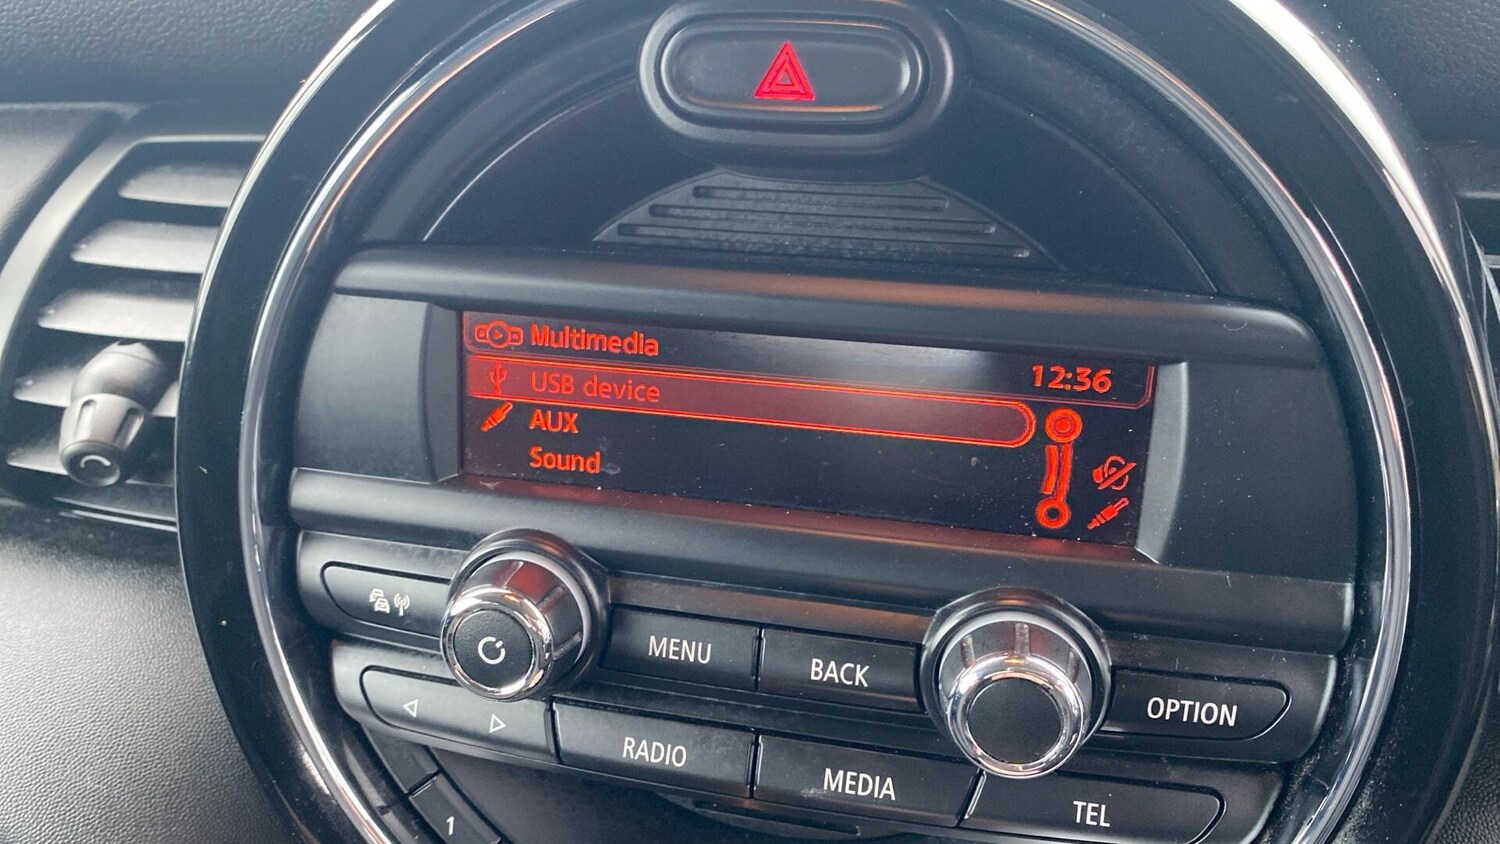 Multimedia
12:36
USB device
AUX
Sound
MENU
BACK
OPTION
RADIO
MEDIA
TEL
1